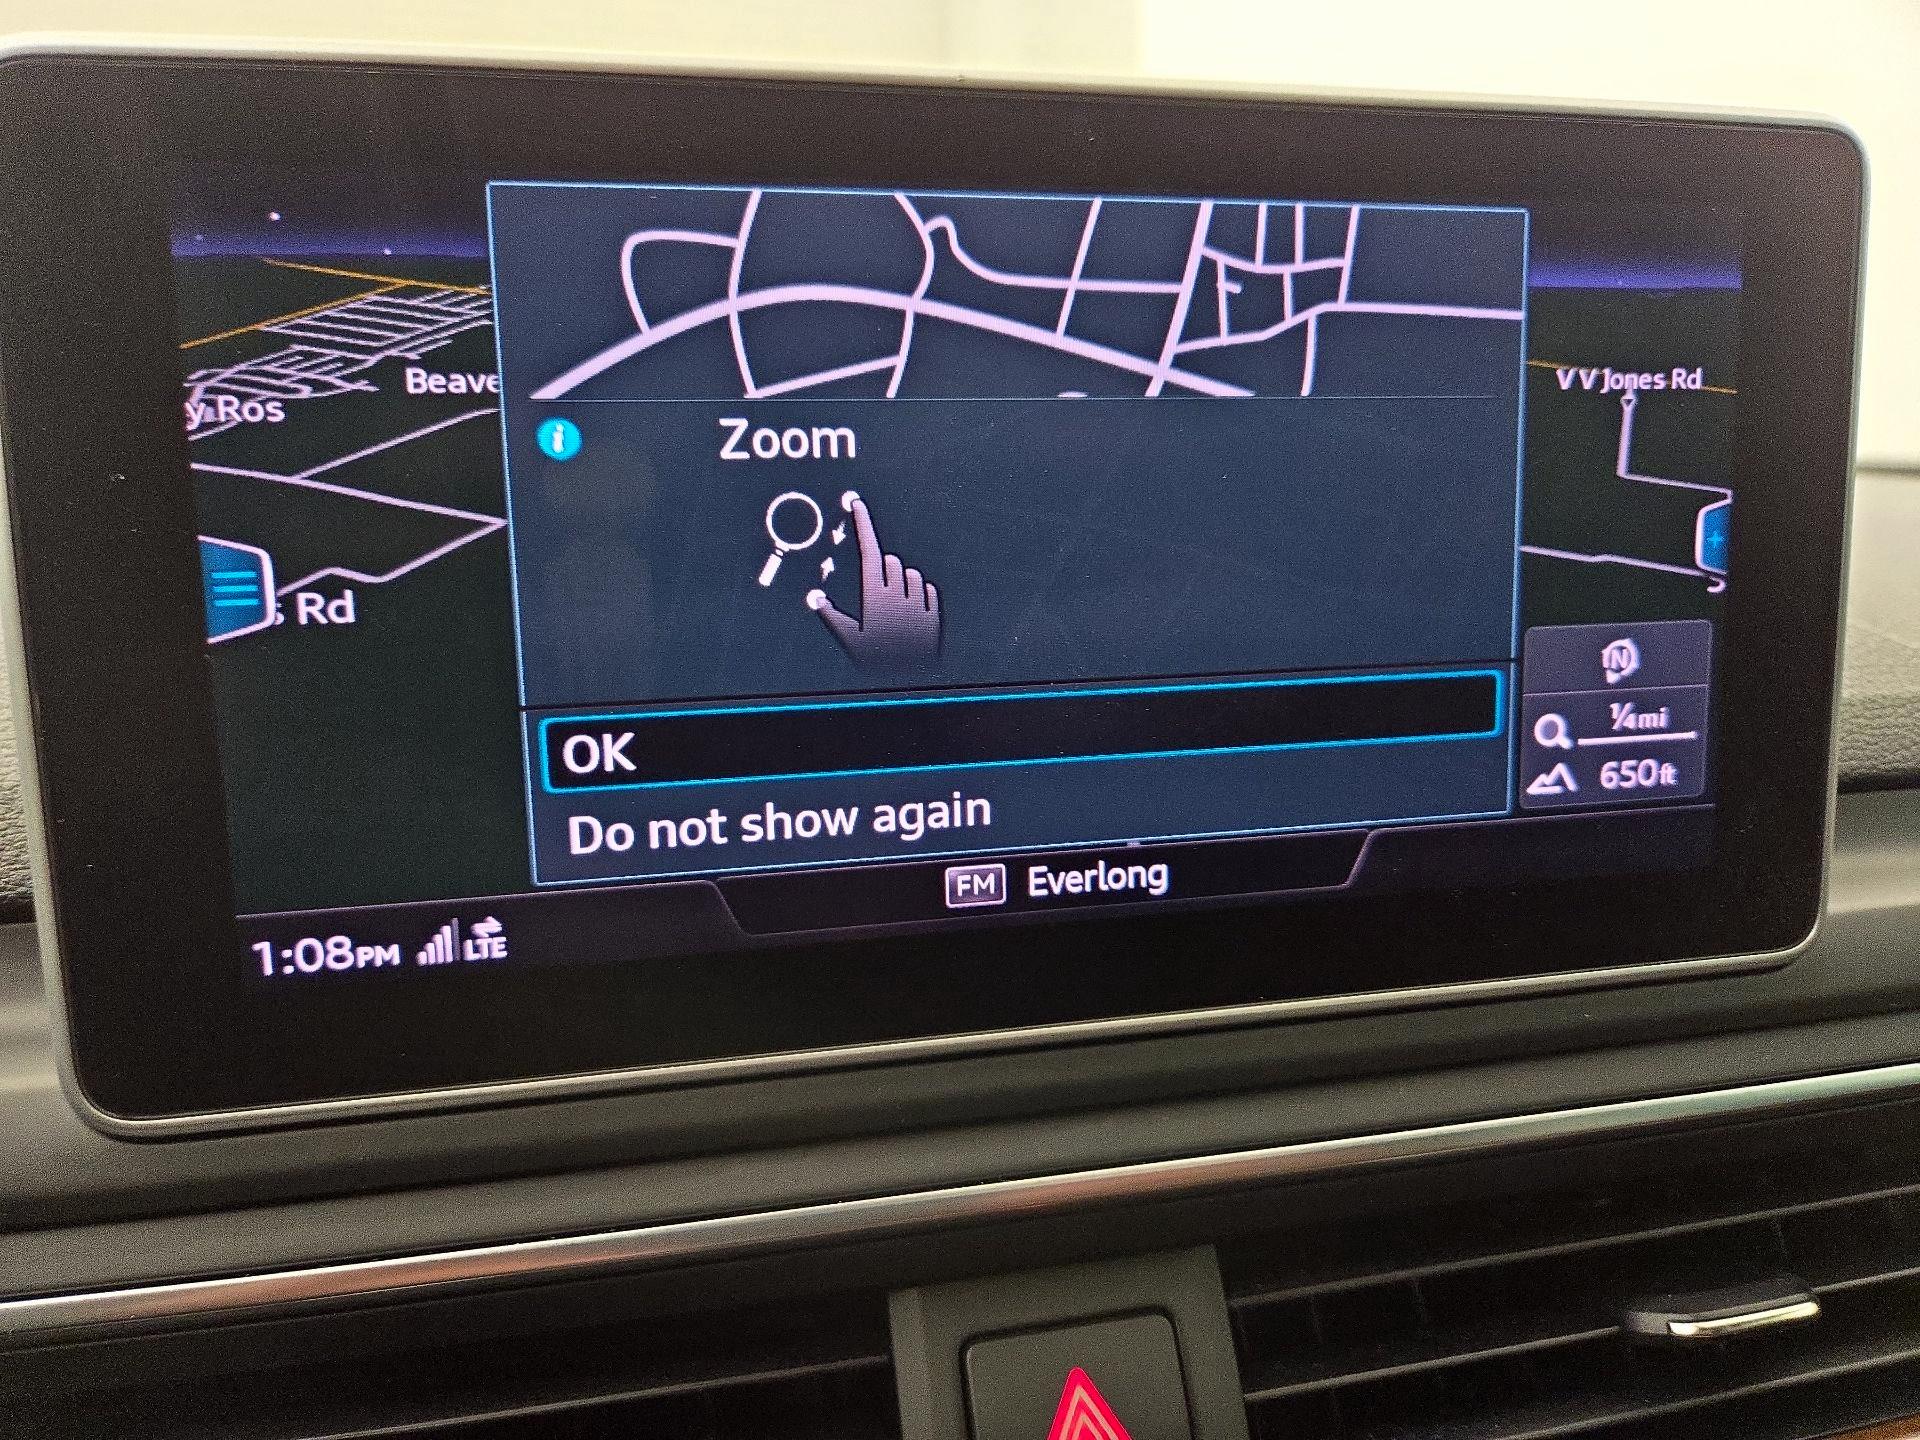 Beave
y Ros
V V Jones Rd
Zoom
Rd
N
1/4mi
650ft
OK
Do not show again
FM Everlong
1:08PM LTE